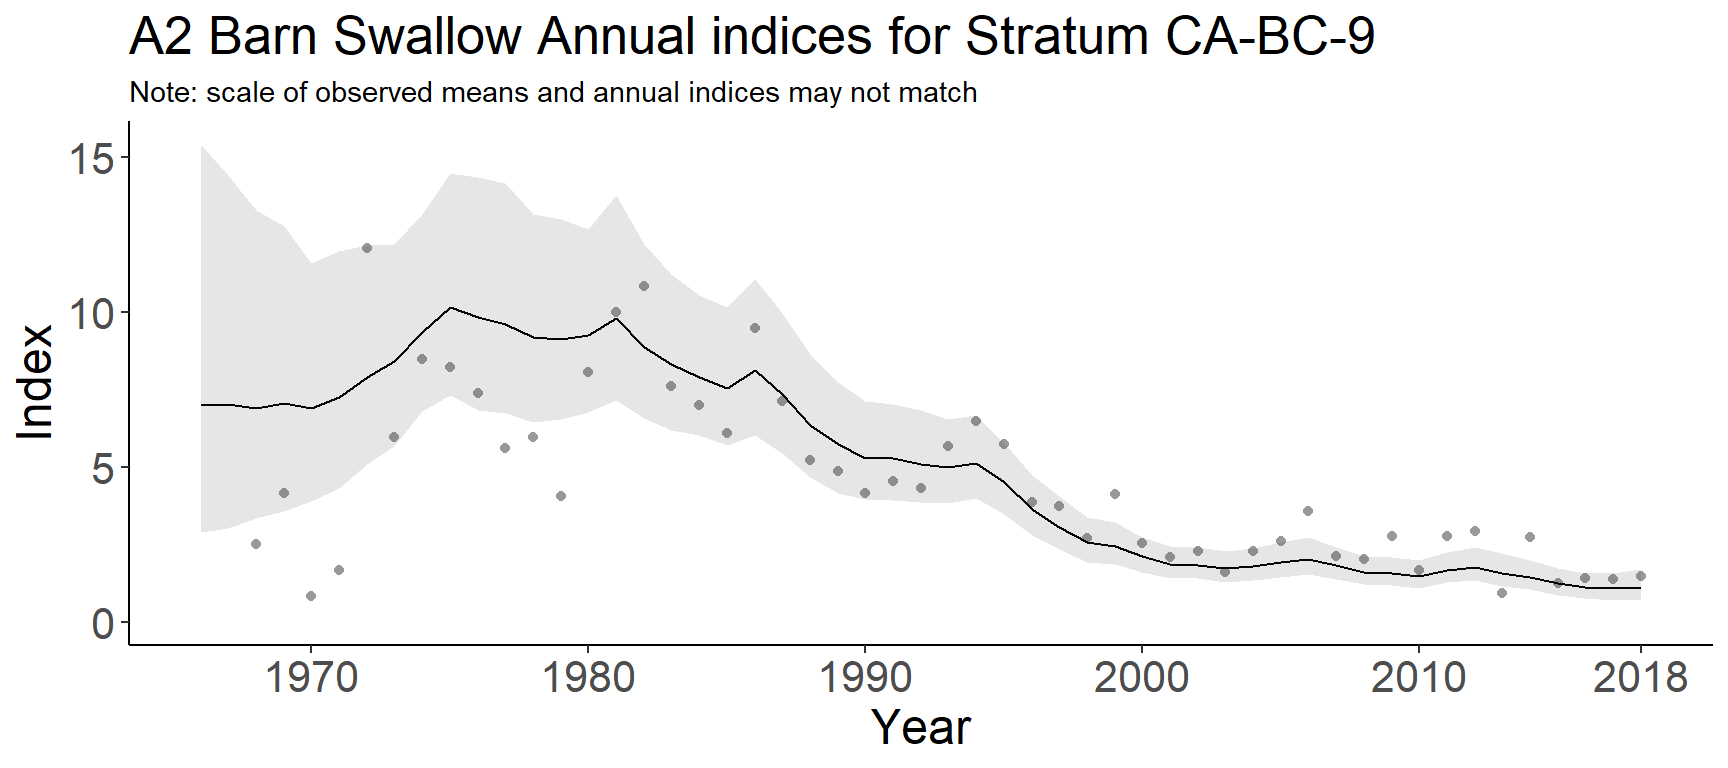 A2 Barn Swallow Annual indices for Stratum CA-BC-9
Note: scale of observed means and annual indices may not match
15
10
5
0
Index
1970 1980 1990 2000 2010 2018
Year